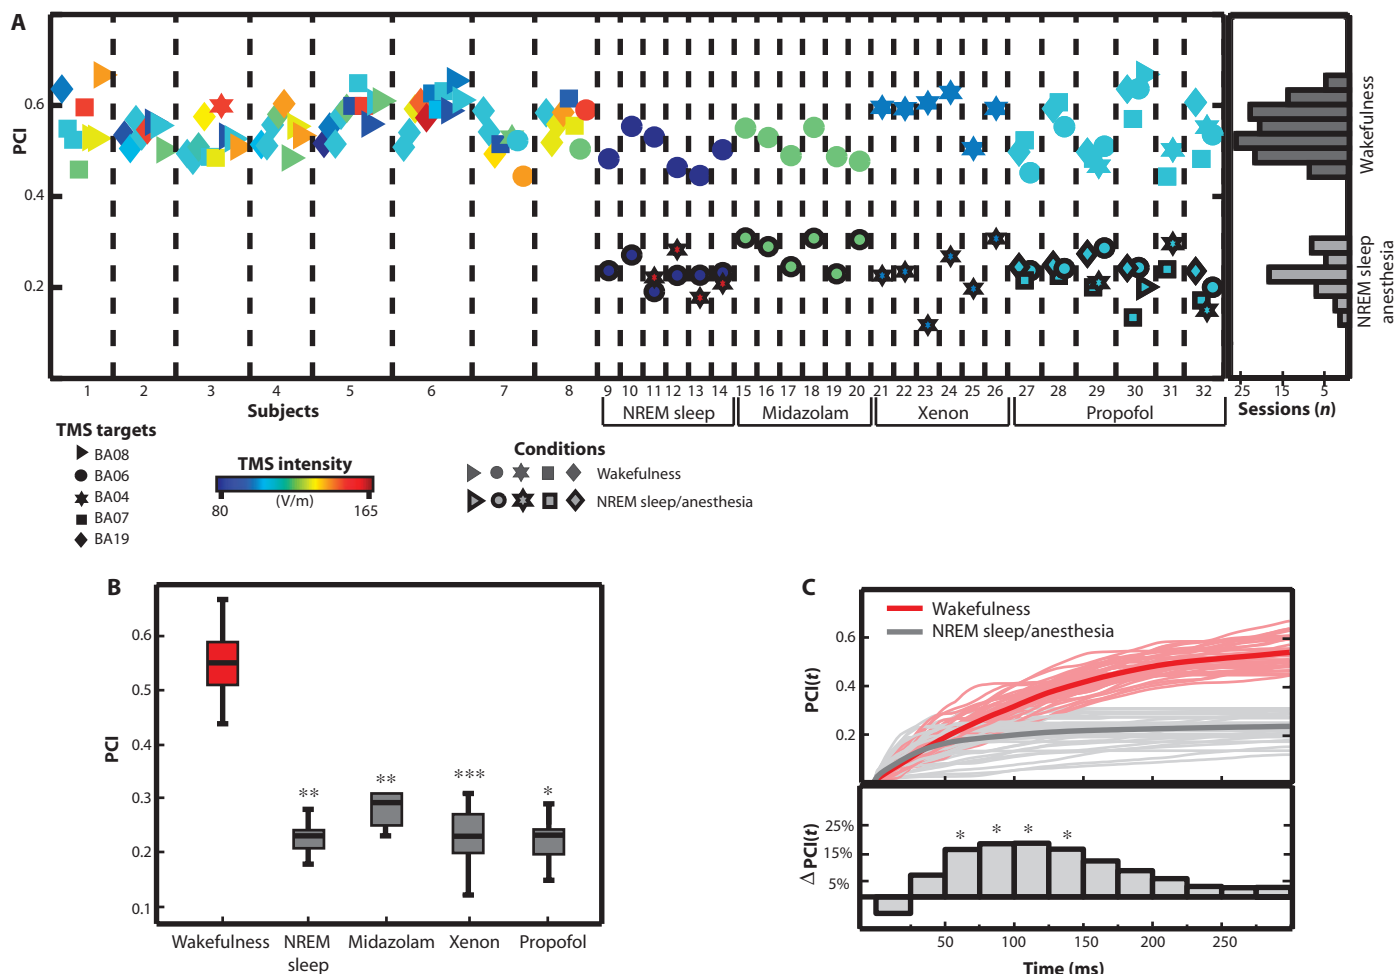 A
PCI
0.6
0.4
0.2
1 2 3 4 5 6 7 8 9 10 11 12 13 14 15 16 17 18 19 20 21 22 23 24 25 26 27 28 29 30 31 32
Subjects
NREM sleep
Midazolam
Xenon
Propofol
Wakefulness
NREM sleep
anesthesia
25 15 5
Sessions (n)
TMS targets
BA08
BA06
BA04
BA07
BA19
TMS intensity
(V/m)
80 165
Conditions
Wakefulness
NREM sleep/anesthesia
B
PCI
0.6
0.5
0.4
0.3
0.2
0.1
**
**
***
*
Wakefulness
NREM
sleep
Midazolam
Xenon
Propofol
C
Wakefulness
NREM sleep/anesthesia
PCI(t)
0.6
0.4
0.2
Δ PCI(t)
25%
15%
5%
* * * *
50 100 150 200 250
Time (ms)